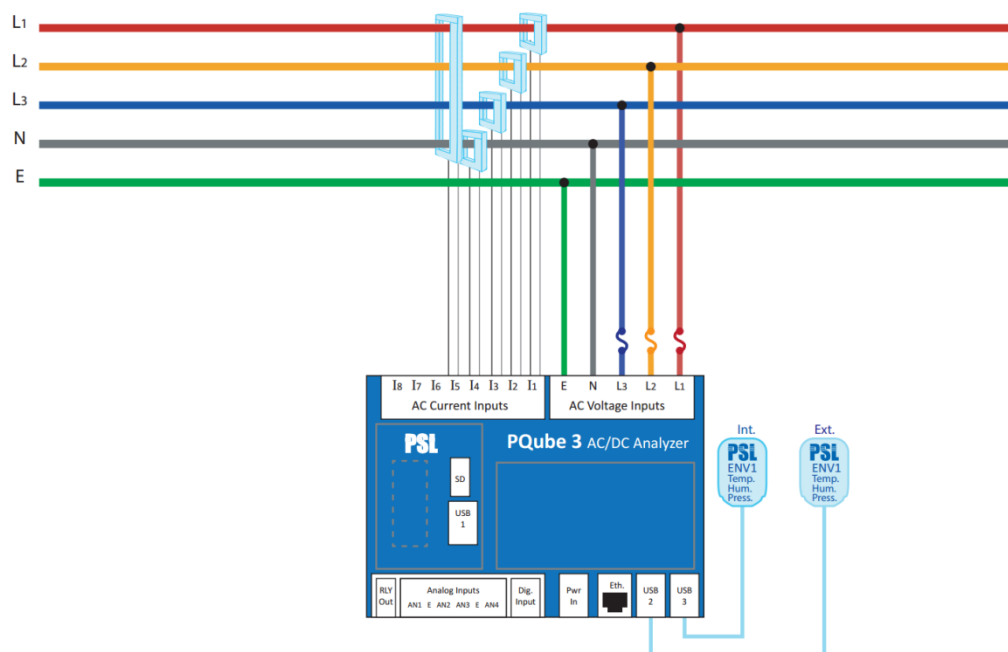 L1
L2
L3
N
E
I8 I7 I6 I5 I4 I3 I2 I1
AC Current Inputs
E N L3 L2 L1
AC Voltage Inputs
PSL
PQube 3 AC/DC Analyzer
SD
USB
1
Int.
PSL
ENV1
Temp.
Hum.
Press.
Ext.
PSL
ENV1
Temp.
Hum.
Press.
RLY
Out
Analog Inputs
AN1 E AN2 AN3 E AN4
Dig.
Input
Pwr
In
Eth.
USB
2
USB
3